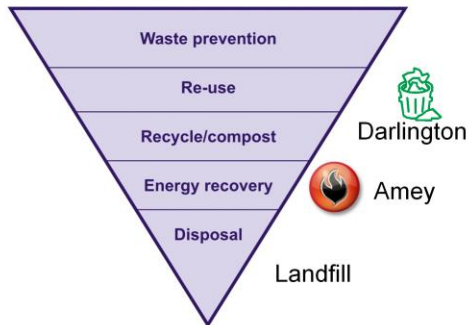 Waste prevention
Re-use
Recycle/compost
Darlington
Energy recovery
Amey
Disposal
Landfill